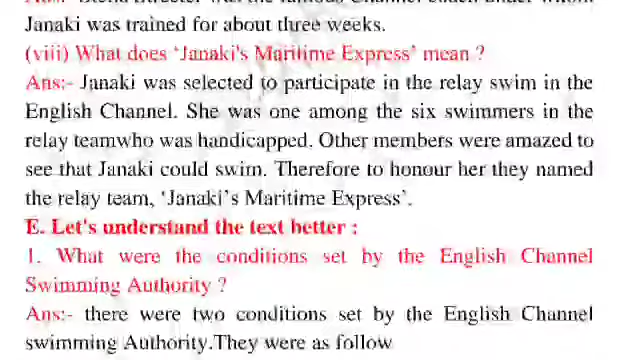 Janaki was trained for about three weeks.
(viii) What does ‘Janaki's Maritime Express’ mean ?
Ans:- Janaki was selected to participate in the relay swim in the
English Channel. She was one among the six swimmers in the
relay teamwho was handicapped. Other members were amazed to
see that Janaki could swim. Therefore to honour her they named
the relay team, ‘Janaki’s Maritime Express’.
E. Let's understand the text better :
1. What were the conditions set by the English Channel
Swimming Authority ?
Ans:- there were two conditions set by the English Channel
swimming Authority.They were as follow